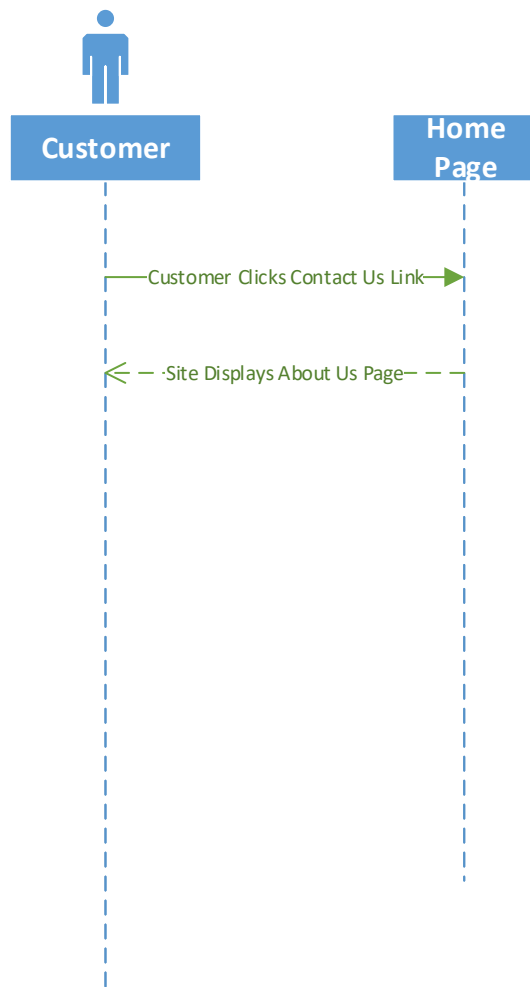 Customer
Home
Page
Customer Clicks Contact Us Link
Site Displays About Us Page